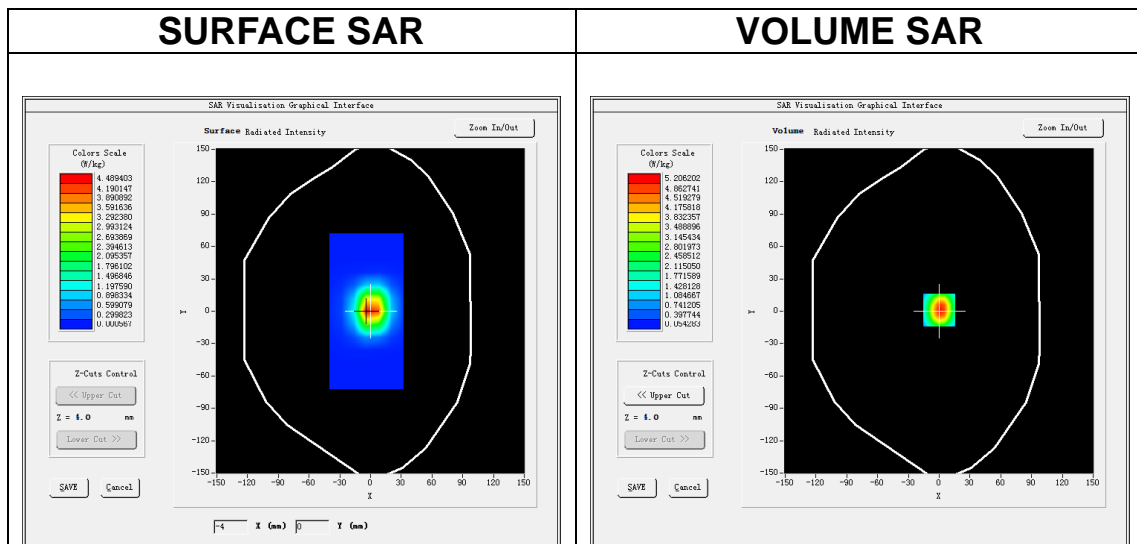 SURFACE SAR
SAR Visualisation Graphical Interface
Surface Radiated Intensity
Zoom In/Out
Colors Scale
(W/kg)
4.489403
4.190147
3.890892
3.591636
3.292380
2.993124
2.693869
2.394613
2.095357
1.796102
1.496846
1.197590
0.898334
0.599079
0.299823
0.000567
Z-Cuts Control
<< Upper Cut
Z = 4.0 mm
Lower Cut >>
SAVE
Cancel
150
120
90
60
30
0
-30
-60
-90
-120
-150
Y
-150 -120 -90 -60 -30 0 30 60 90 120 150
X
-4 X (mm) 0 Y (mm)
VOLUME SAR
SAR Visualisation Graphical Interface
Volume Radiated Intensity
Zoom In/Out
Colors Scale
(W/kg)
5.206202
4.862741
4.519279
4.175818
3.832357
3.488896
3.145434
2.801973
2.458512
2.115050
1.771589
1.428128
1.084667
0.741205
0.397744
0.054283
Z-Cuts Control
<< Upper Cut
Z = 4.0 mm
Lower Cut >>
SAVE
Cancel
150
120
90
60
30
0
-30
-60
-90
-120
-150
Y
-150 -120 -90 -60 -30 0 30 60 90 120 150
X